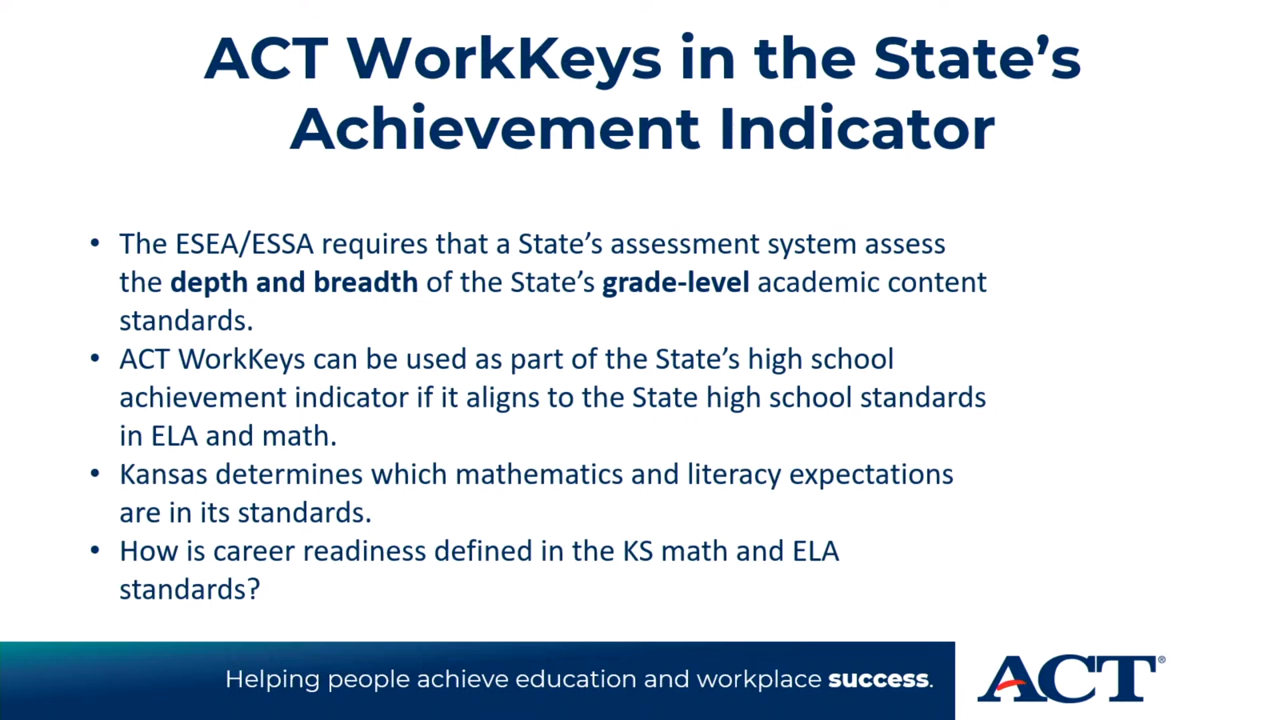 ACT WorkKeys in the State’s
Achievement Indicator
• The ESEA/ESSA requires that a State’s assessment system assess
the depth and breadth of the State’s grade-level academic content
standards.
• ACT WorkKeys can be used as part of the State’s high school
achievement indicator if it aligns to the State high school standards
in ELA and math.
• Kansas determines which mathematics and literacy expectations
are in its standards.
• How is career readiness defined in the KS math and ELA
standards?
Helping people achieve education and workplace success.
ACT®